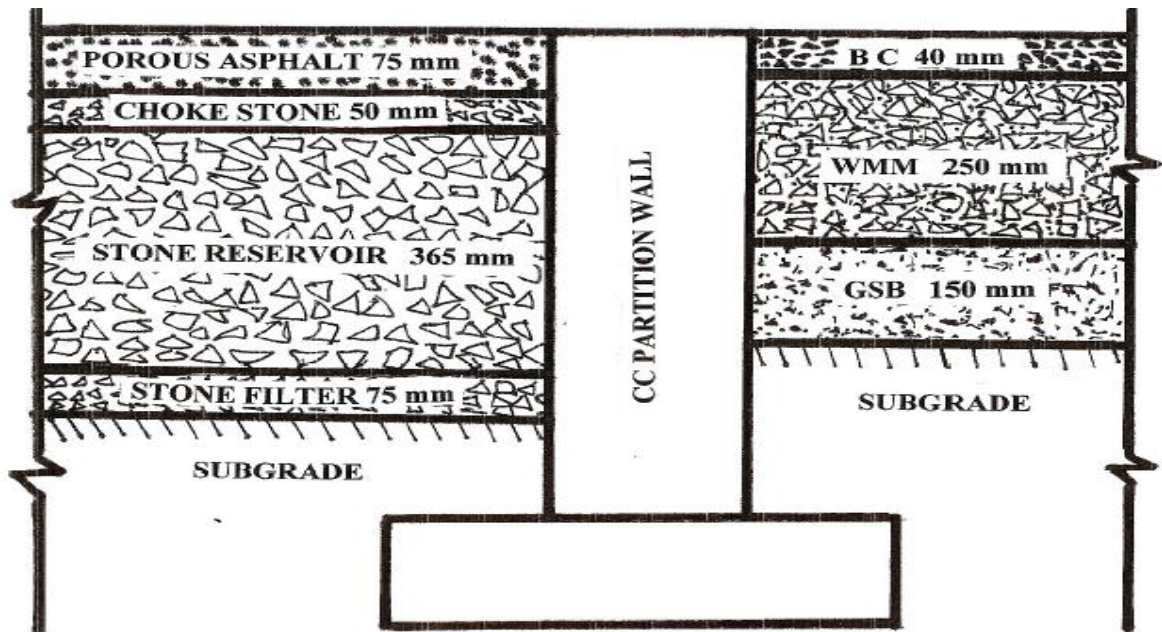 POROUS ASPHALT 75 mm
CHOKE STONE 50 mm
STONE RESERVOIR 365 mm
STONE FILTER 75 mm
SUBGRADE
CC PARTITION WALL
B C 40 mm
WMM 250 mm
GSB 150 mm
SUBGRADE